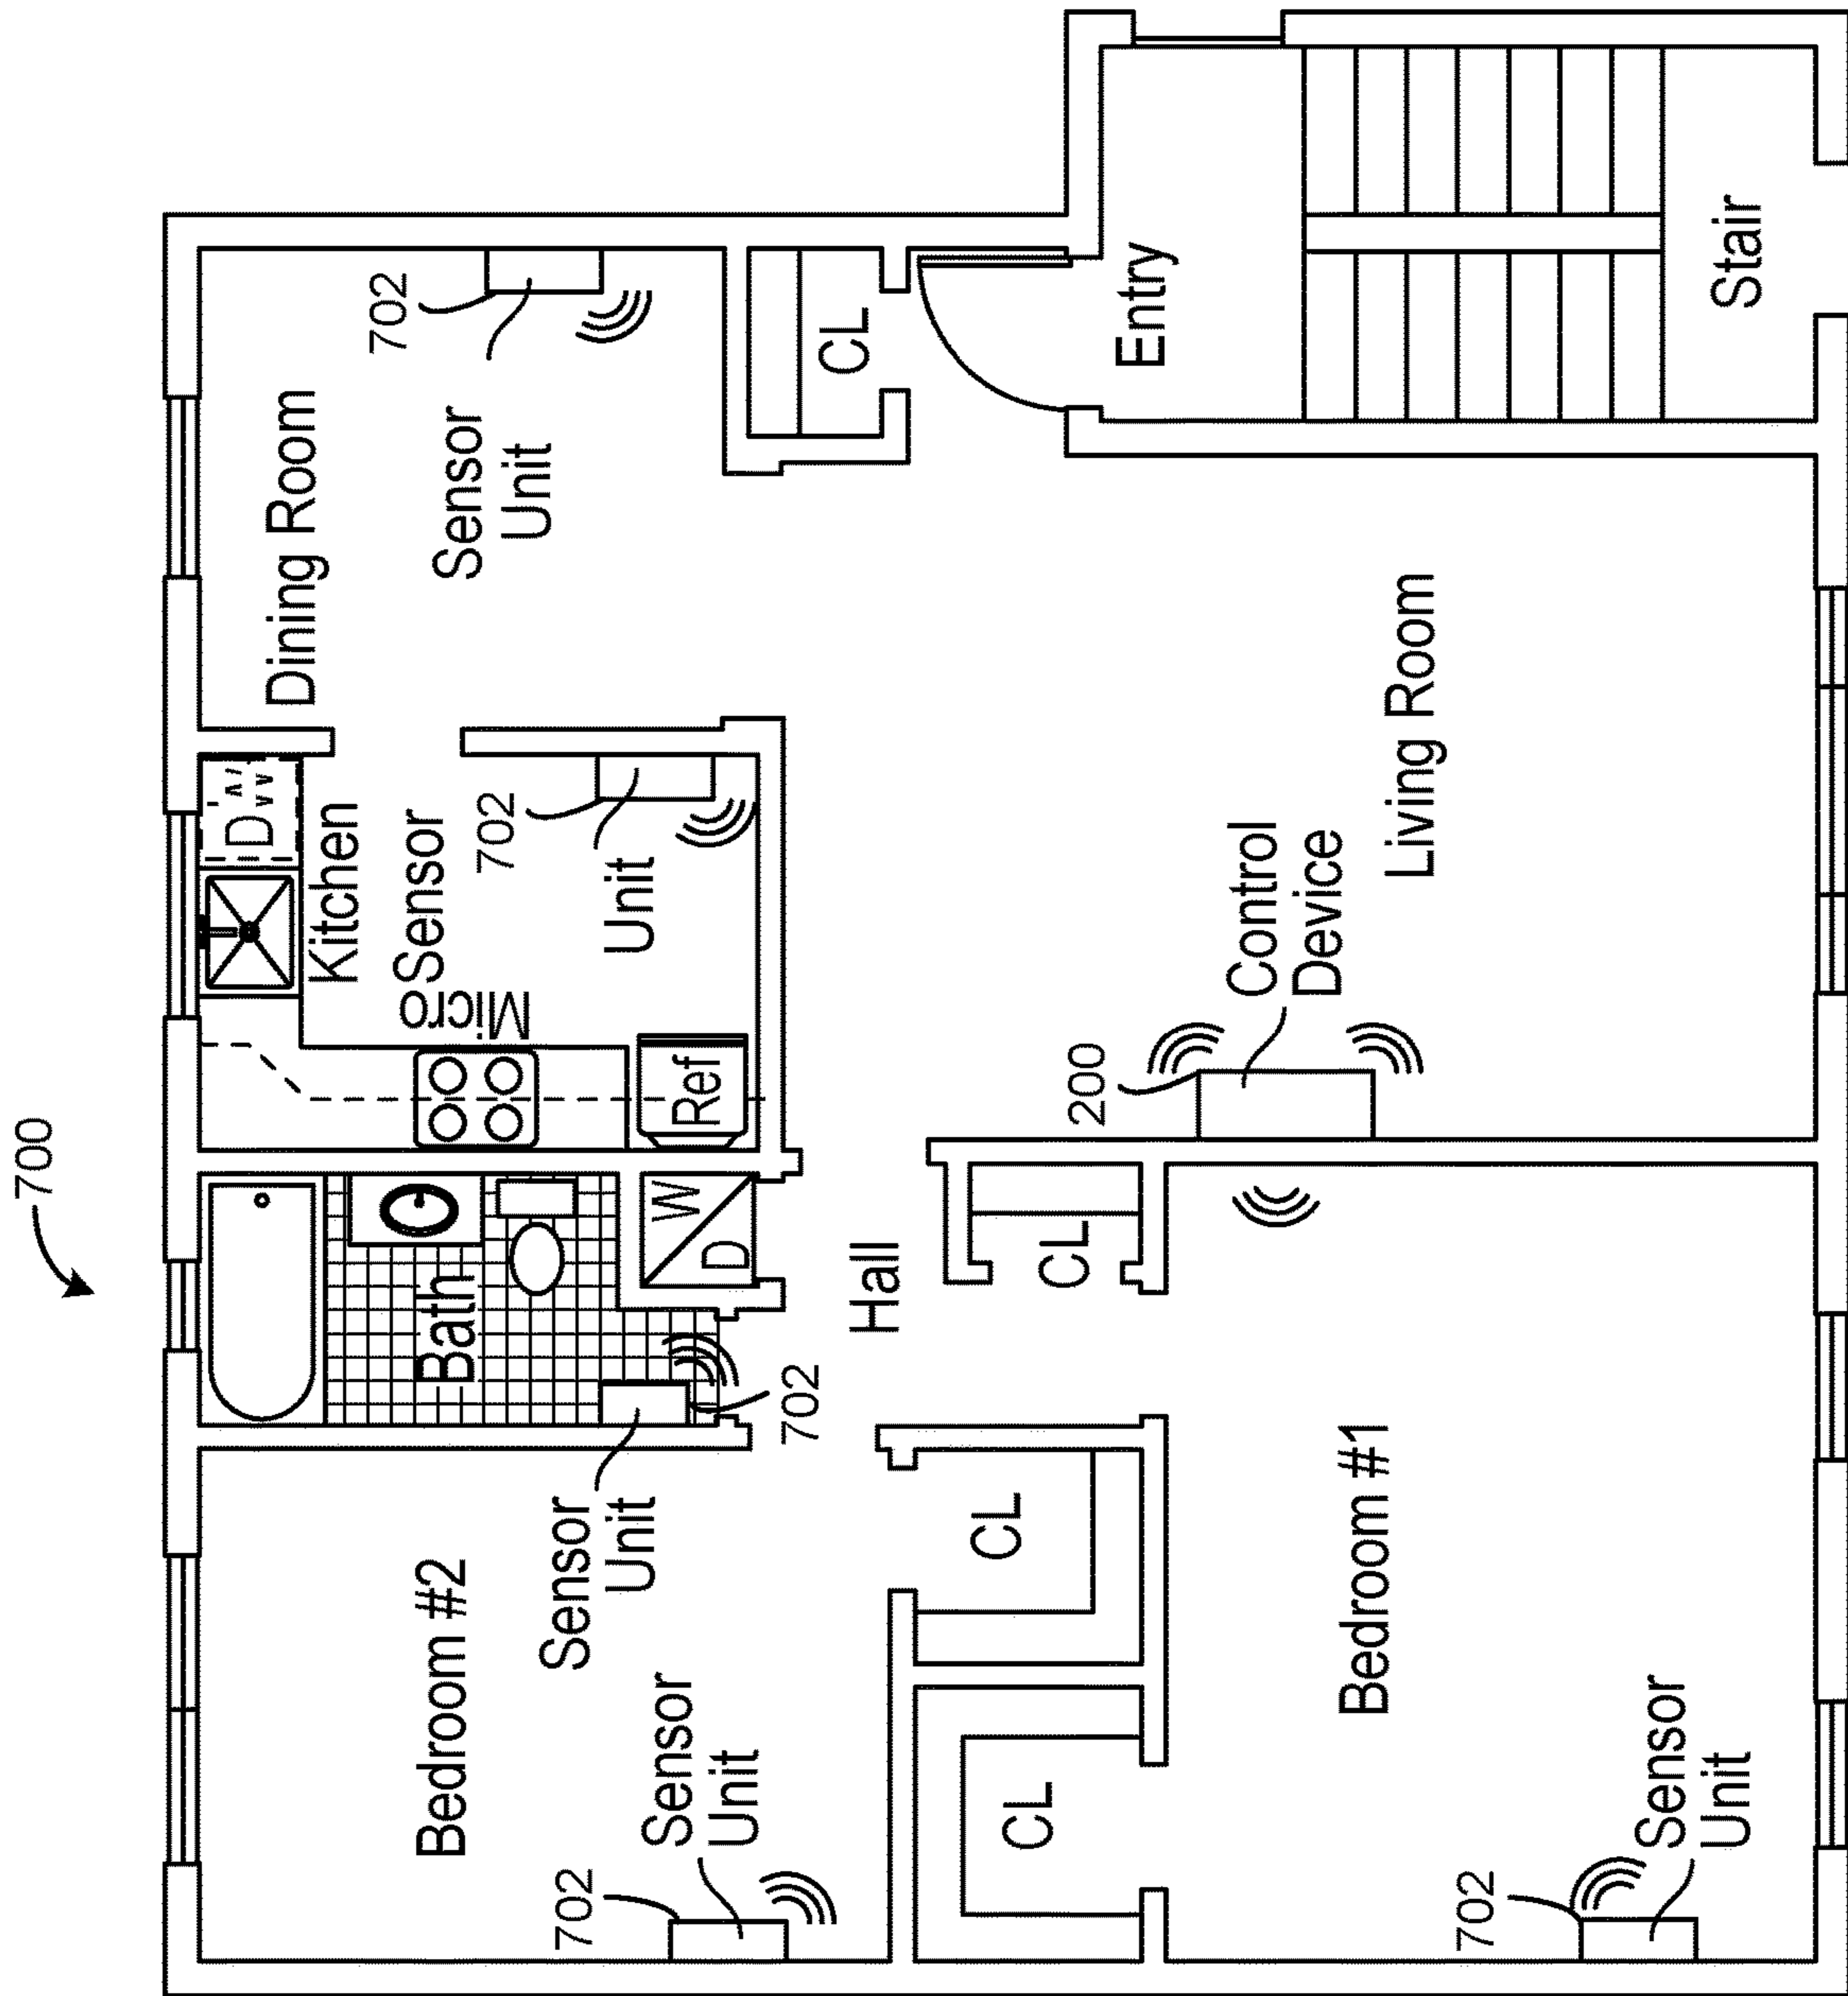 700
DW
Dining Room
Kitchen
702
Sensor
Unit
Micro
Sensor
702
Unit
Bedroom #2
Bath
Sensor
Unit
702
Sensor
Unit
W
D
Ref
702
CL
Hall
CL
CL
CL
200
Entry
Control
Device
Bedroom #1
Living Room
702
Sensor
Unit
Stair